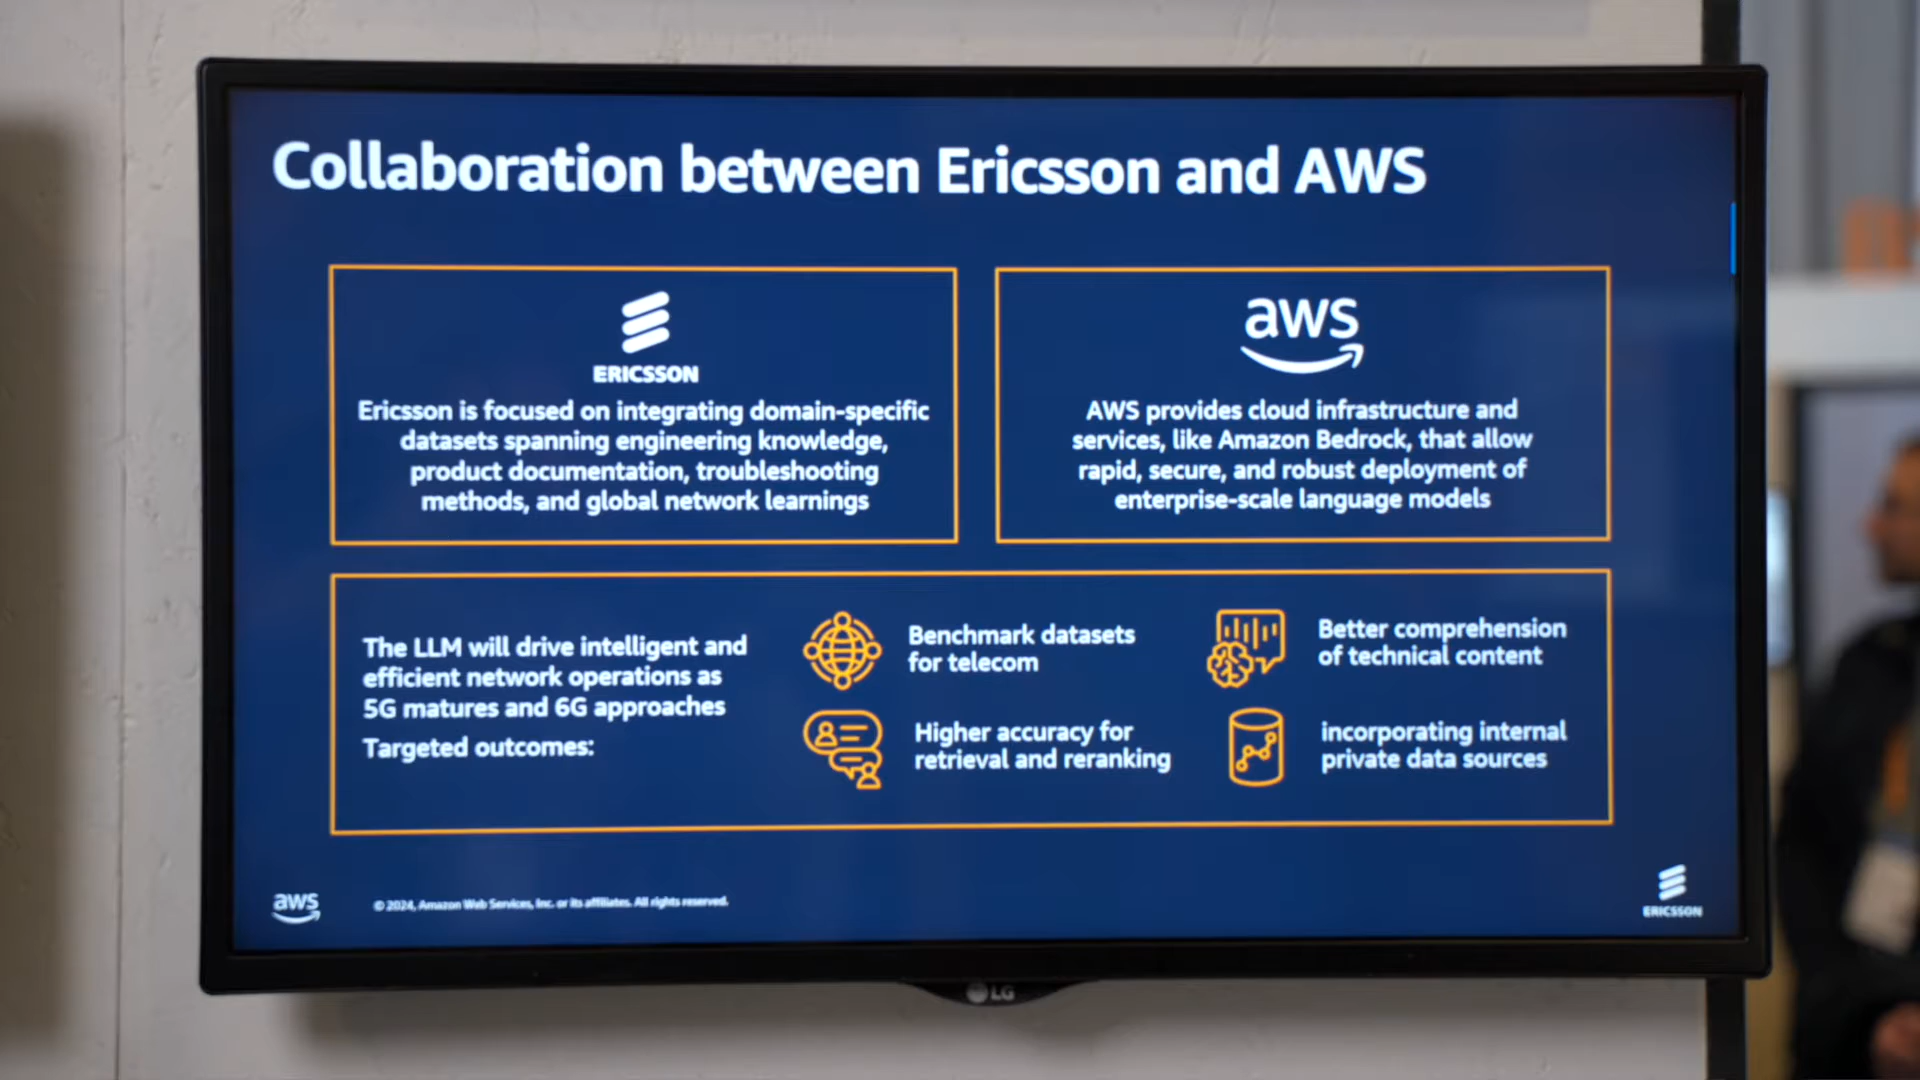 Collaboration between Ericsson and AWS
ERICSSON
Ericsson is focused on integrating domain-specific
datasets spanning engineering knowledge,
product documentation, troubleshooting
methods, and global network learnings
aws
AWS provides cloud infrastructure and
services, like Amazon Bedrock, that allow
rapid, secure, and robust deployment of
enterprise-scale language models
The LLM will drive intelligent and
efficient network operations as
5G matures and 6G approaches
Targeted outcomes:
Benchmark datasets
for telecom
Better comprehension
of technical content
Higher accuracy for
retrieval and reranking
incorporating internal
private data sources
aws
© 2024, Amazon Web Services, Inc. or its affiliates. All rights reserved.
ERICSSON
LG